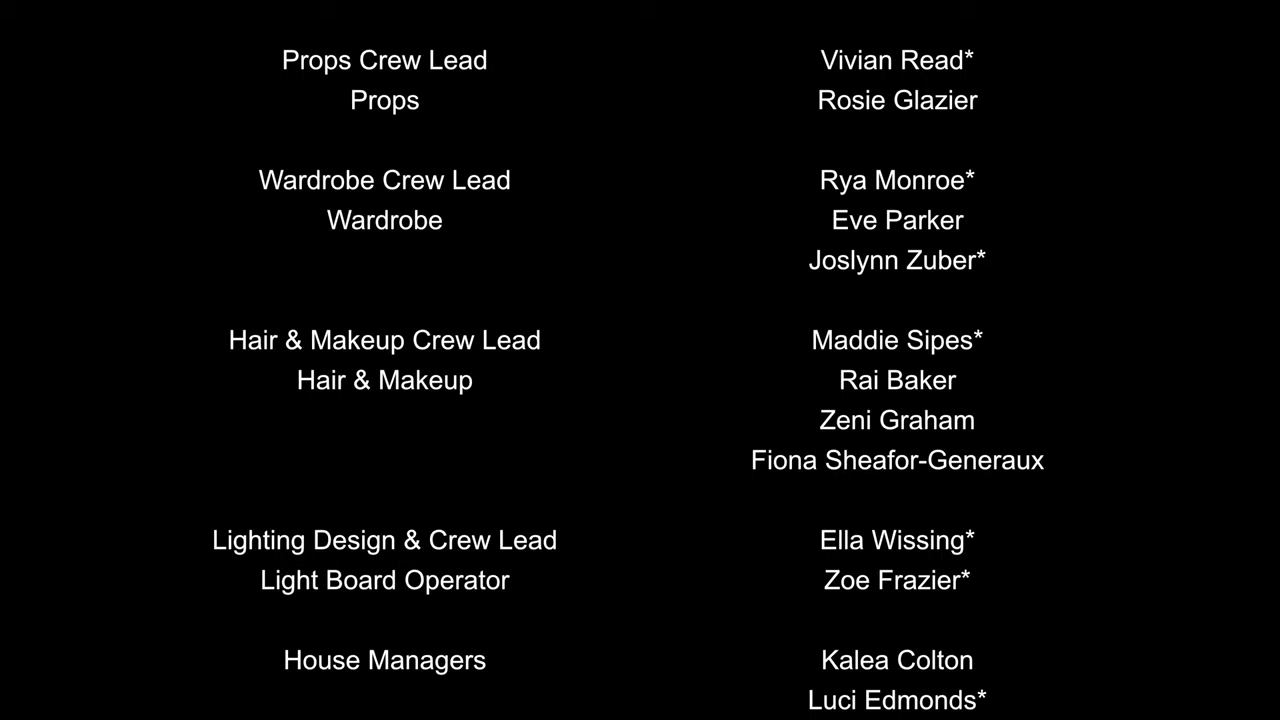 Props Crew Lead Vivian Read*
Props Rosie Glazier
Wardrobe Crew Lead Rya Monroe*
Wardrobe Eve Parker
Joslynn Zuber*
Hair & Makeup Crew Lead Maddie Sipes*
Hair & Makeup Rai Baker
Zeni Graham
Fiona Sheafor-Generaux
Lighting Design & Crew Lead Ella Wissing*
Light Board Operator Zoe Frazier*
House Managers Kalea Colton
Luci Edmonds*